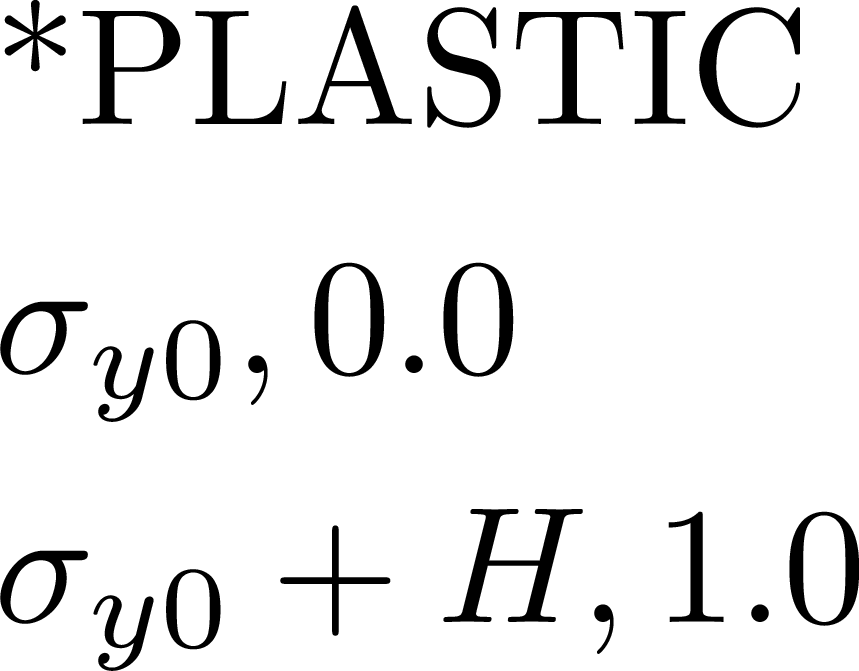 *PLASTIC
σ_{y0}, 0.0
σ_{y0} + H, 1.0